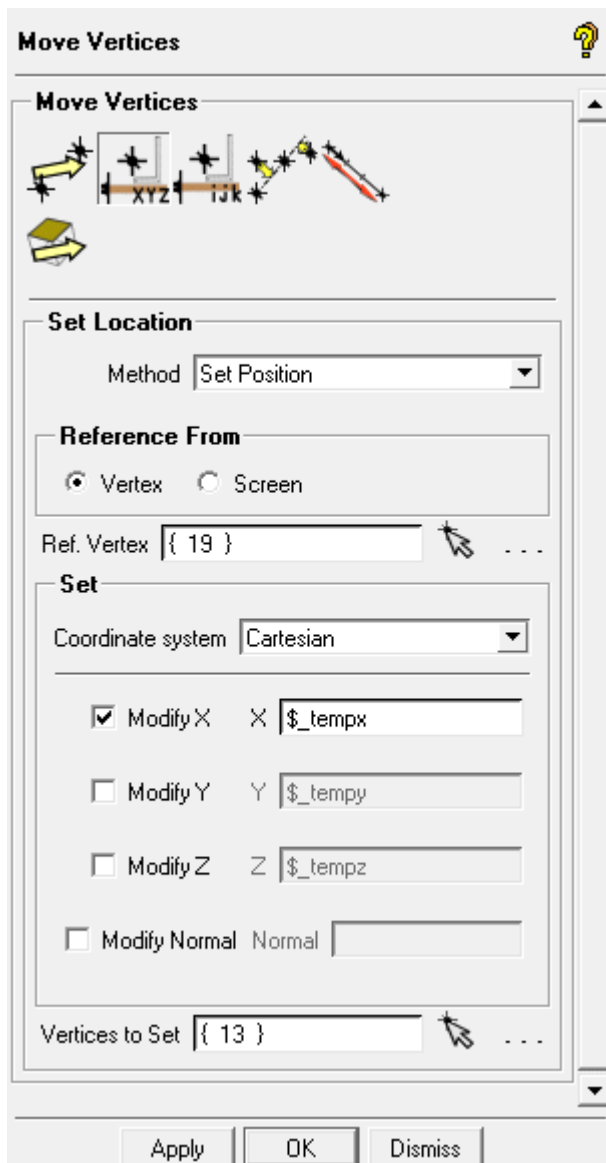 Move Vertices
Move Vertices
XYZ ijk
Set Location
Method Set Position
Reference From
Vertex Screen
Ref. Vertex { 19 } ...
Set
Coordinate system Cartesian
Modify X X $_tempx
Modify Y Y $_tempy
Modify Z Z $_tempz
Modify Normal Normal
Vertices to Set { 13 } ...
Apply OK Dismiss